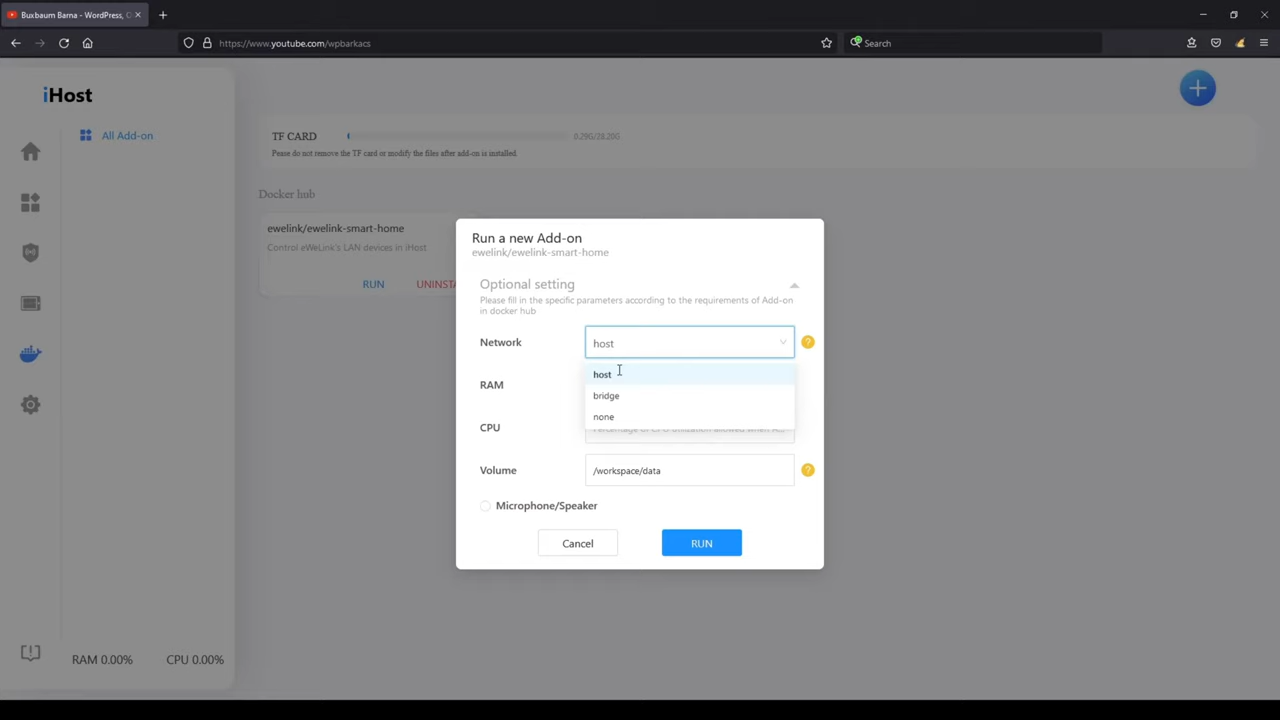 Buxbaum Barna - WordPress, C
https://www.youtube.com/wpbarkacs
Search
iHost
All Add-on
TF CARD
0.29G/28.20G
Pease do not remove the TF card or modify the files after add-on is installed.
Docker hub
ewelink/ewelink-smart-home
Control eWeLink's LAN devices in iHost
RUN
UNINSTA
Run a new Add-on
ewelink/ewelink-smart-home
Optional setting
Please fill in the specific parameters according to the requirements of Add-on
in docker hub
Network
host
?
host
RAM
bridge
none
CPU
Volume
/workspace/data
?
Microphone/Speaker
Cancel
RUN
RAM 0.00%
CPU 0.00%